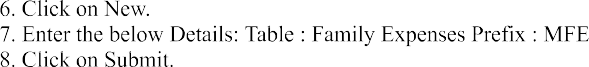 6. Click on New.
7. Enter the below Details: Table : Family Expenses Prefix : MFE
8. Click on Submit.